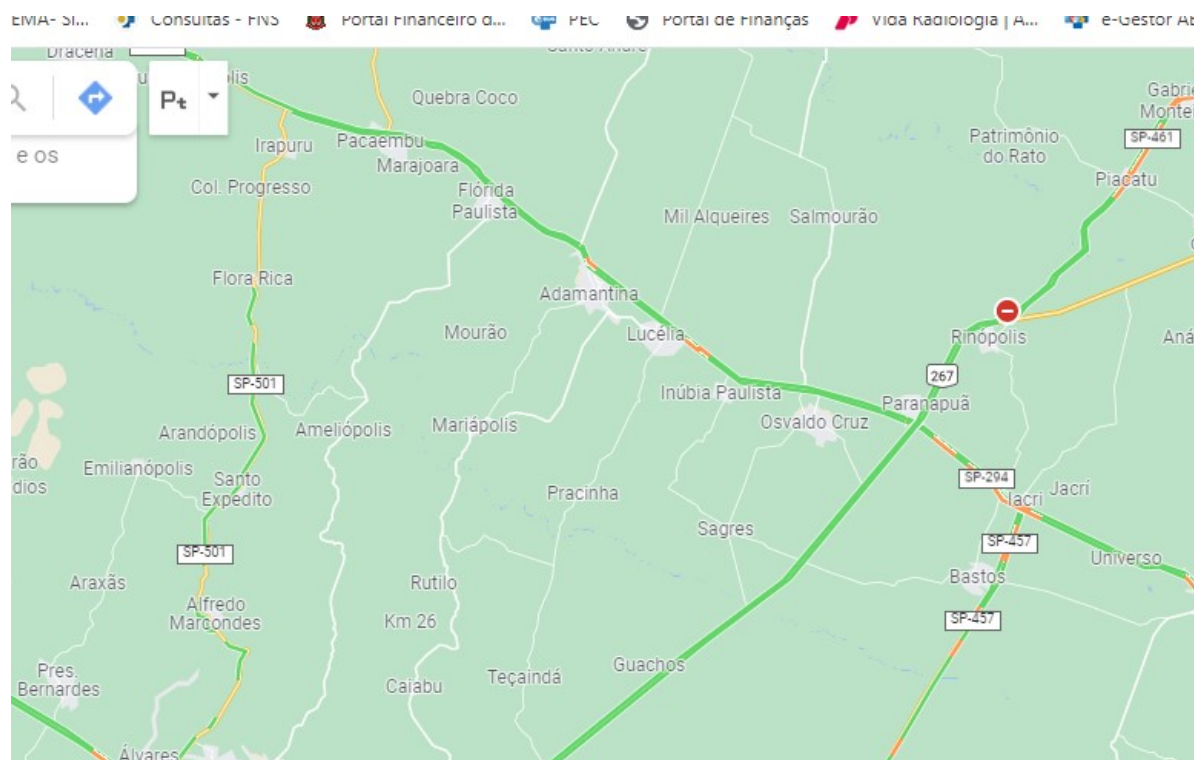 EMA- Si...
Consultas - FNS
Portal Financeiro d...
PEC
Portal de Finanças
Vida Radiologia | A...
e-Gestor AB
Dracena
Santo André
Quebra Coco
Pt
e os
Irapuru
Pacaembu
Marajoara
Patrimônio
do Rato
SP-461
Piacatu
Col. Progresso
Flórida
Paulista
Mil Alqueires
Salmourão
Flora Rica
Adamantina
Mourão
Lucélia
Rinópolis
267
SP-501
Inúbia Paulista
Paranapuã
Osvaldo Cruz
Arandópolis
Ameliópolis
Mariápolis
Emilianópolis
Santo
Expedito
SP-294
Iacri
Jacrí
Pracinha
Sagres
SP-501
SP-457
Universo
Araxãs
Rutilo
Bastos
Alfredo
Marcondes
Km 26
SP-457
Pres.
Bernardes
Caiabu
Teçaindá
Guachos
Álvares